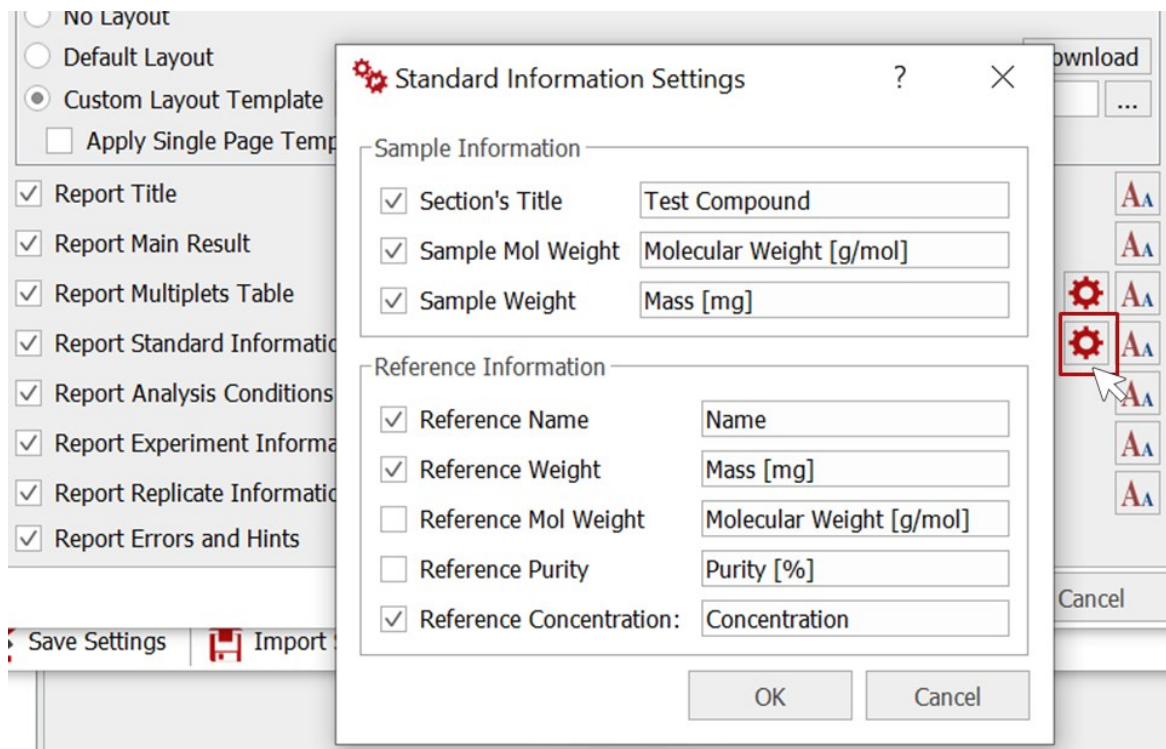 No Layout
Default Layout
Custom Layout Template
Apply Single Page Temp
Download
...
Report Title
Report Main Result
Report Multiplets Table
Report Standard Informatio
Report Analysis Conditions
Report Experiment Informa
Report Replicate Informatio
Report Errors and Hints
Cancel
Save Settings
Import
Standard Information Settings ?
Sample Information
Section's Title Test Compound
Sample Mol Weight Molecular Weight [g/mol]
Sample Weight Mass [mg]
Reference Information
Reference Name Name
Reference Weight Mass [mg]
Reference Mol Weight Molecular Weight [g/mol]
Reference Purity Purity [%]
Reference Concentration: Concentration
OK Cancel